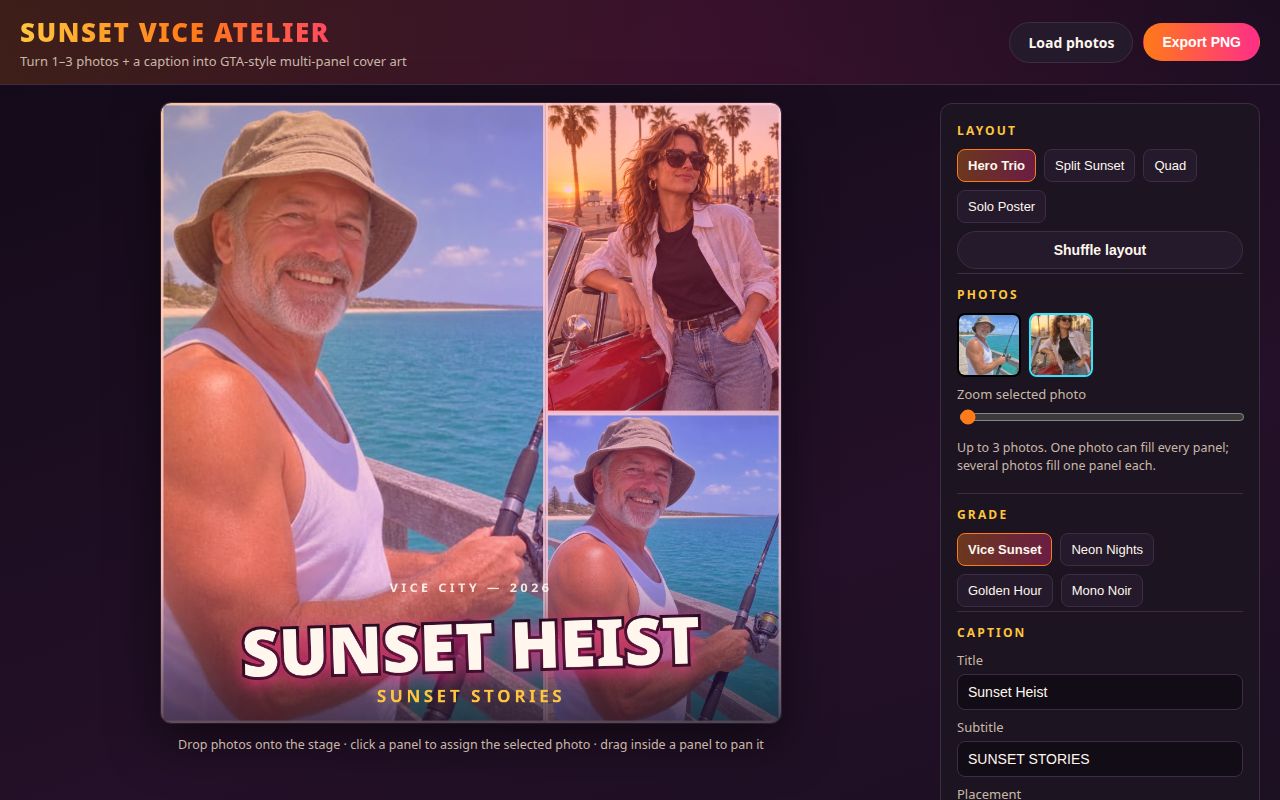 SUNSET VICE ATELIER
Turn 1–3 photos + a caption into GTA-style multi-panel cover art
Load photos
Export PNG
VICE CITY — 2026
SUNSET HEIST
SUNSET STORIES
Drop photos onto the stage · click a panel to assign the selected photo · drag inside a panel to pan it
LAYOUT
Hero Trio
Split Sunset
Quad
Solo Poster
Shuffle layout
PHOTOS
Zoom selected photo
Up to 3 photos. One photo can fill every panel;
several photos fill one panel each.
GRADE
Vice Sunset
Neon Nights
Golden Hour
Mono Noir
CAPTION
Title
Sunset Heist
Subtitle
SUNSET STORIES
Placement